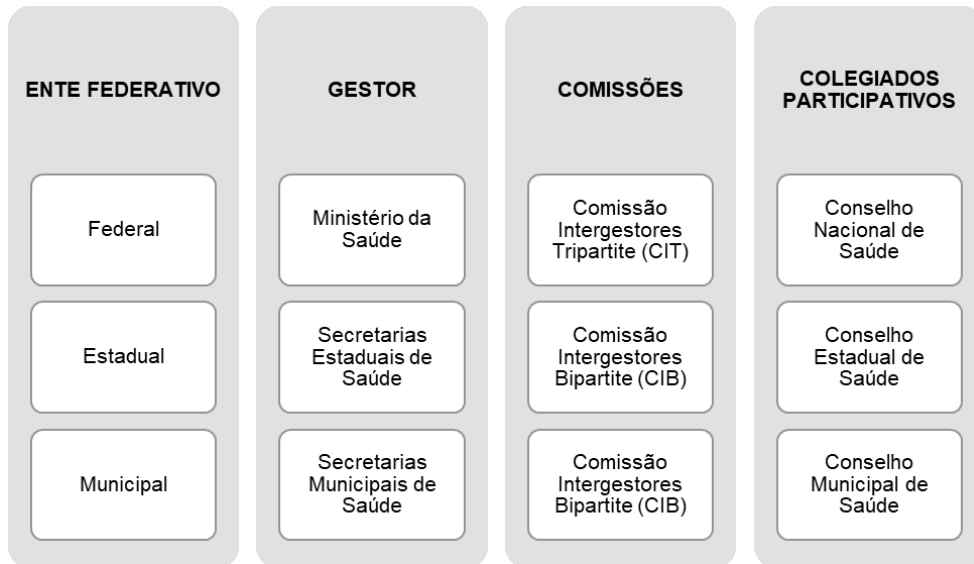 ENTE FEDERATIVO
Federal
Estadual
Municipal
GESTOR
Ministério da
Saúde
Secretarias
Estaduais de
Saúde
Secretarias
Municipais de
Saúde
COMISSÕES
Comissão
Intergestores
Tripartite (CIT)
Comissão
Intergestores
Bipartite (CIB)
Comissão
Intergestores
Bipartite (CIB)
COLEGIADOS
PARTICIPATIVOS
Conselho
Nacional de
Saúde
Conselho
Estadual de
Saúde
Conselho
Municipal de
Saúde